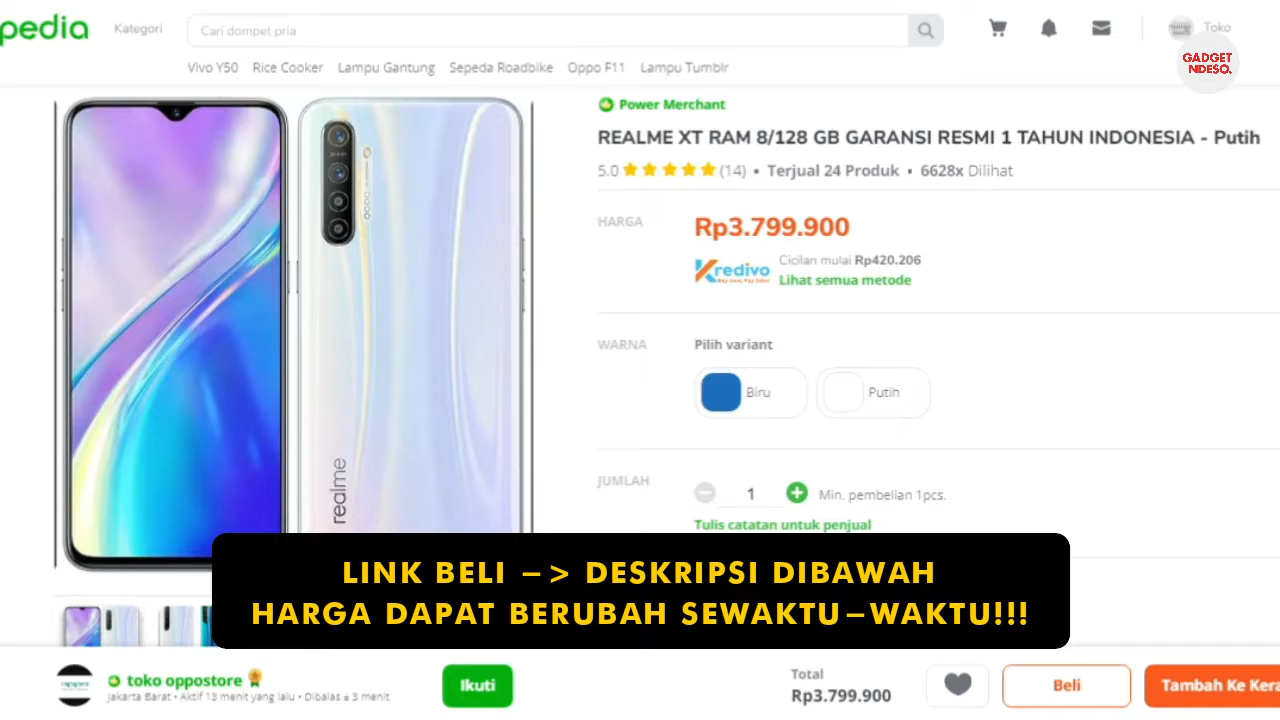 pedia
Kategori
Cari dompet pria
Toko
GADGET
NDESO.
Vivo Y50 Rice Cooker Lampu Gantung Sepeda Roadbike Oppo F11 Lampu Tumblr
Power Merchant
REALME XT RAM 8/128 GB GARANSI RESMI 1 TAHUN INDONESIA - Putih
5.0 (14) • Terjual 24 Produk • 6628x Dilihat
HARGA
Rp3.799.900
Kredivo
Cicilan mulai Rp420.206
Lihat semua metode
WARNA
Pilih variant
Biru
Putih
JUMLAH
1
Min. pembelian 1pcs.
Tulis catatan untuk penjual
realme
LINK BELI –> DESKRIPSI DIBAWAH
HARGA DAPAT BERUBAH SEWAKTU–WAKTU!!!
toko oppostore
Jakarta Barat • Aktif 13 menit yang lalu • Dibalas ± 3 menit
Ikuti
Total
Rp3.799.900
Beli
Tambah Ke Kera